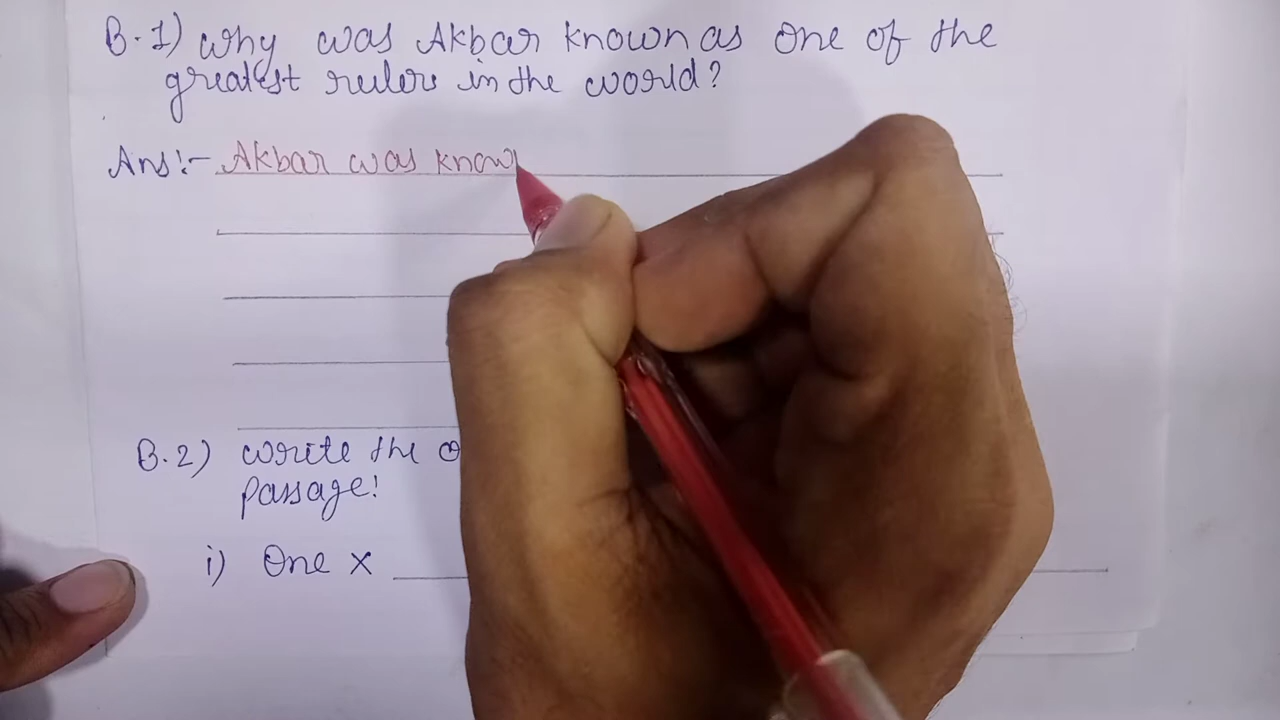 B.1) Why was Akbar known as one of the
greatest rulers in the world?
Ans:- Akbar was know
B.2) write the
passage!
i) One x